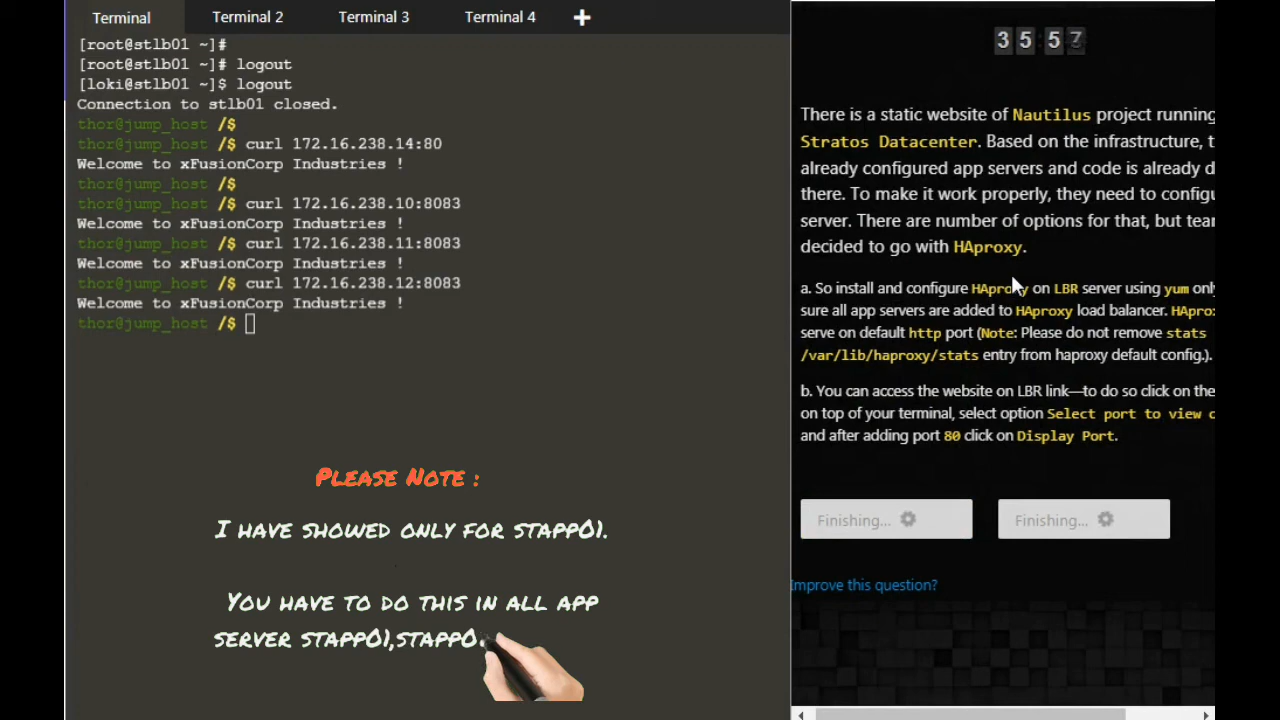 Terminal
Terminal 2
Terminal 3
Terminal 4
[root@stlb01 ~]#
[root@stlb01 ~]# logout
[loki@stlb01 ~]$ logout
Connection to stlb01 closed.
thor@jump_host /$
thor@jump_host /$ curl 172.16.238.14:80
Welcome to xFusionCorp Industries !
thor@jump_host /$
thor@jump_host /$ curl 172.16.238.10:8083
Welcome to xFusionCorp Industries !
thor@jump_host /$ curl 172.16.238.11:8083
Welcome to xFusionCorp Industries !
thor@jump_host /$ curl 172.16.238.12:8083
Welcome to xFusionCorp Industries !
thor@jump_host /$
Please Note :
I have showed only for stapp01.
You have to do this in all app
server stapp01,stapp0
35:57
There is a static website of Nautilus project running
Stratos Datacenter. Based on the infrastructure, t
already configured app servers and code is already d
there. To make it work properly, they need to configu
server. There are number of options for that, but tear
decided to go with HAproxy.
a. So install and configure HAproxy on LBR server using yum only
sure all app servers are added to HAproxy load balancer. HApro
serve on default http port (Note: Please do not remove stats
/var/lib/haproxy/stats entry from haproxy default config.).
b. You can access the website on LBR link—to do so click on the
on top of your terminal, select option Select port to view c
and after adding port 80 click on Display Port.
Finishing...
Finishing...
Improve this question?